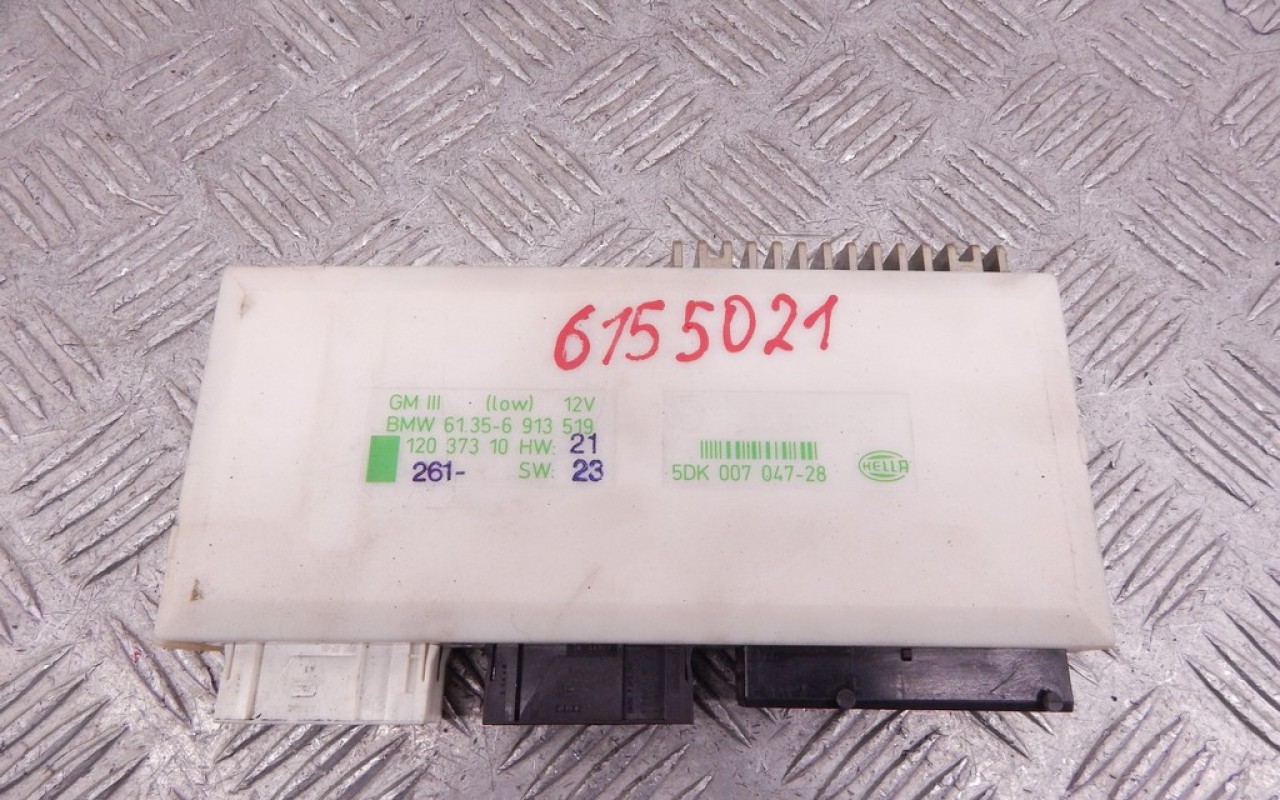 6155021
GM III (low) 12V
BMW 61.35-6 913 519
120 373 10 HW: 21
261- SW: 23
5DK 007 047-28
HELLA